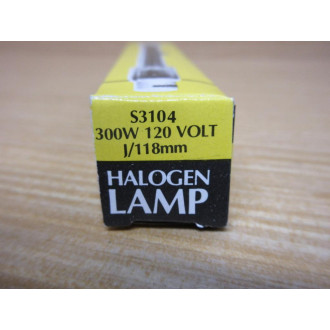 S3104
300W 120 VOLT
J/118mm
HALOGEN
LAMP